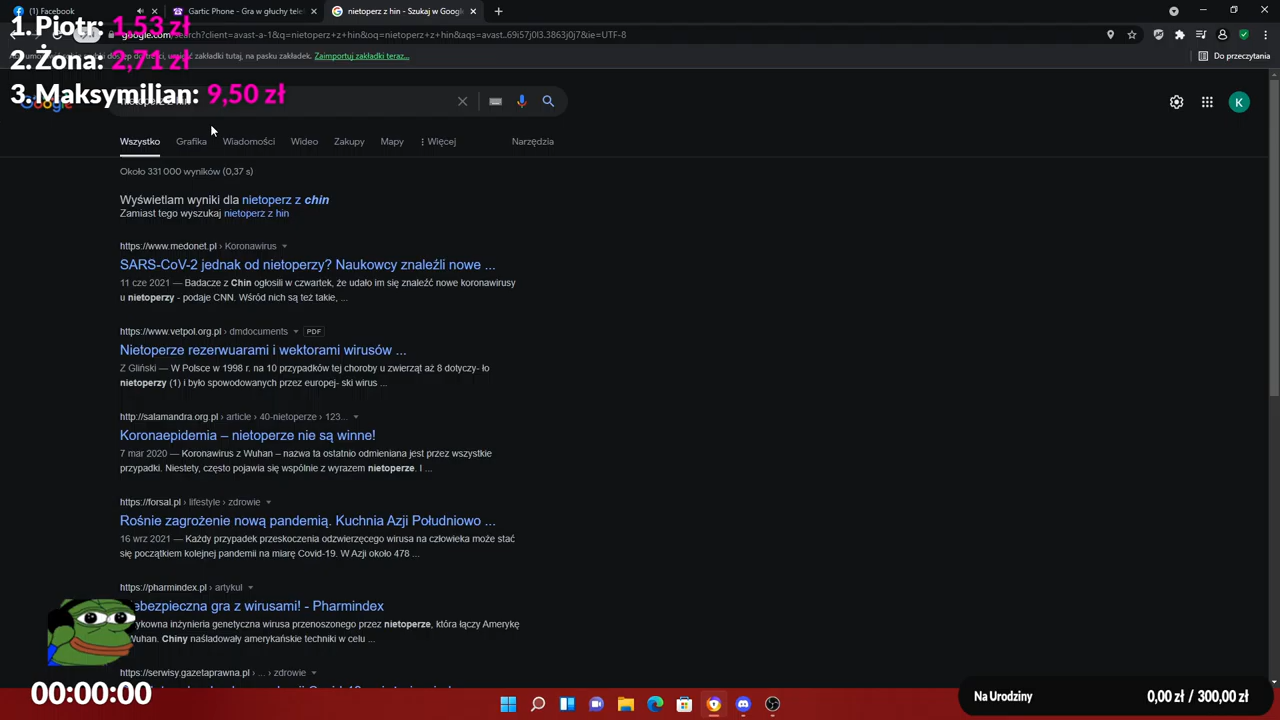 (1) Facebook
Gartic Phone - Gra w głuchy tele
nietoperz z hin - Szukaj w Googl
google.com/search?client=avast-a-1&q=nietoperz+z+hin&oq=nietoperz+z+hin&aqs=avast..69i57j0l3.3863j0j7&ie=UTF-8
zakładki tutaj, na pasku zakładek. Zaimportuj zakładki teraz...
Do przeczytania
1. Piotr: 1,53 zł
2. Żona: 2,71 zł
3. Maksymilian: 9,50 zł
Google
K
Wszystko Grafika Wiadomości Wideo Zakupy Mapy Więcej Narzędzia
Około 331 000 wyników (0,37 s)
Wyświetlam wyniki dla nietoperz z chin
Zamiast tego wyszukaj nietoperz z hin
https://www.medonet.pl › Koronawirus
SARS-CoV-2 jednak od nietoperzy? Naukowcy znaleźli nowe ...
11 cze 2021 — Badacze z Chin ogłosili w czwartek, że udało im się znaleźć nowe koronawirusy
u nietoperzy - podaje CNN. Wśród nich są też takie, ...
https://www.vetpol.org.pl › dmdocuments PDF
Nietoperze rezerwuarami i wektorami wirusów ...
Z Gliński — W Polsce w 1998 r. na 10 przypadków tej choroby u zwierząt aż 8 dotyczy- ło
nietoperzy (1) i było spowodowanych przez europej- ski wirus ...
http://salamandra.org.pl › article › 40-nietoperze › 123...
Koronaepidemia – nietoperze nie są winne!
7 mar 2020 — Koronawirus z Wuhan – nazwa ta ostatnio odmieniana jest przez wszystkie
przypadki. Niestety, często pojawia się wspólnie z wyrazem nietoperze. I ...
https://forsal.pl › lifestyle › zdrowie
Rośnie zagrożenie nową pandemią. Kuchnia Azji Południowo ...
16 wrz 2021 — Każdy przypadek przeskoczenia odzwierzęcego wirusa na człowieka może stać
się początkiem kolejnej pandemii na miarę Covid-19. W Azji około 478 ...
https://pharmindex.pl › artykul
ebezpieczna gra z wirusami! - Pharmindex
ykowna inżynieria genetyczna wirusa przenoszonego przez nietoperze, która łączy Amerykę
Wuhan. Chiny naśladowały amerykańskie techniki w celu ...
https://serwisy.gazetaprawna.pl › ... › zdrowie
00:00:00
Na Urodziny 0,00 zł / 300,00 zł